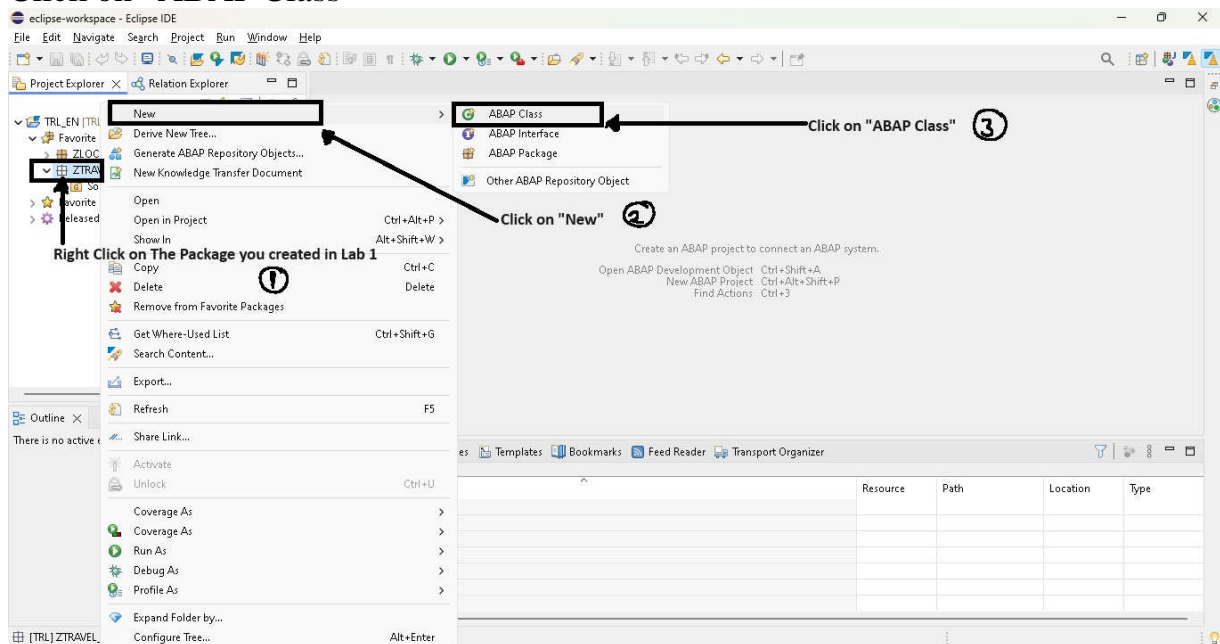 eclipse-workspace - Eclipse IDE
File Edit Navigate Search Project Run Window Help
Project Explorer Relation Explorer
TRL_EN [TRL
Favorite
ZLOC
ZTRAV
So
Favorite
Released
New
Derive New Tree...
Generate ABAP Repository Objects...
New Knowledge Transfer Document
Open
Open in Project Ctrl+Alt+P >
Show In Alt+Shift+W >
Copy Ctrl+C
Delete Delete
Remove from Favorite Packages
Get Where-Used List Ctrl+Shift+G
Search Content...
Export...
Refresh F5
Share Link...
Activate
Unlock Ctrl+U
Coverage As >
Coverage As >
Run As >
Debug As >
Profile As >
Expand Folder by...
Configure Tree... Alt+Enter
ABAP Class
ABAP Interface
ABAP Package
Other ABAP Repository Object
Click on "ABAP Class" 3
Click on "New" 2
Right Click on The Package you created in Lab 1
1
Create an ABAP project to connect an ABAP system.
Open ABAP Development Object Ctrl+Shift+A
New ABAP Project Ctrl+Alt+Shift+P
Find Actions Ctrl+3
Outline
There is no active e
es Templates Bookmarks Feed Reader Transport Organizer
Resource Path Location Type
[TRL] ZTRAVEL_